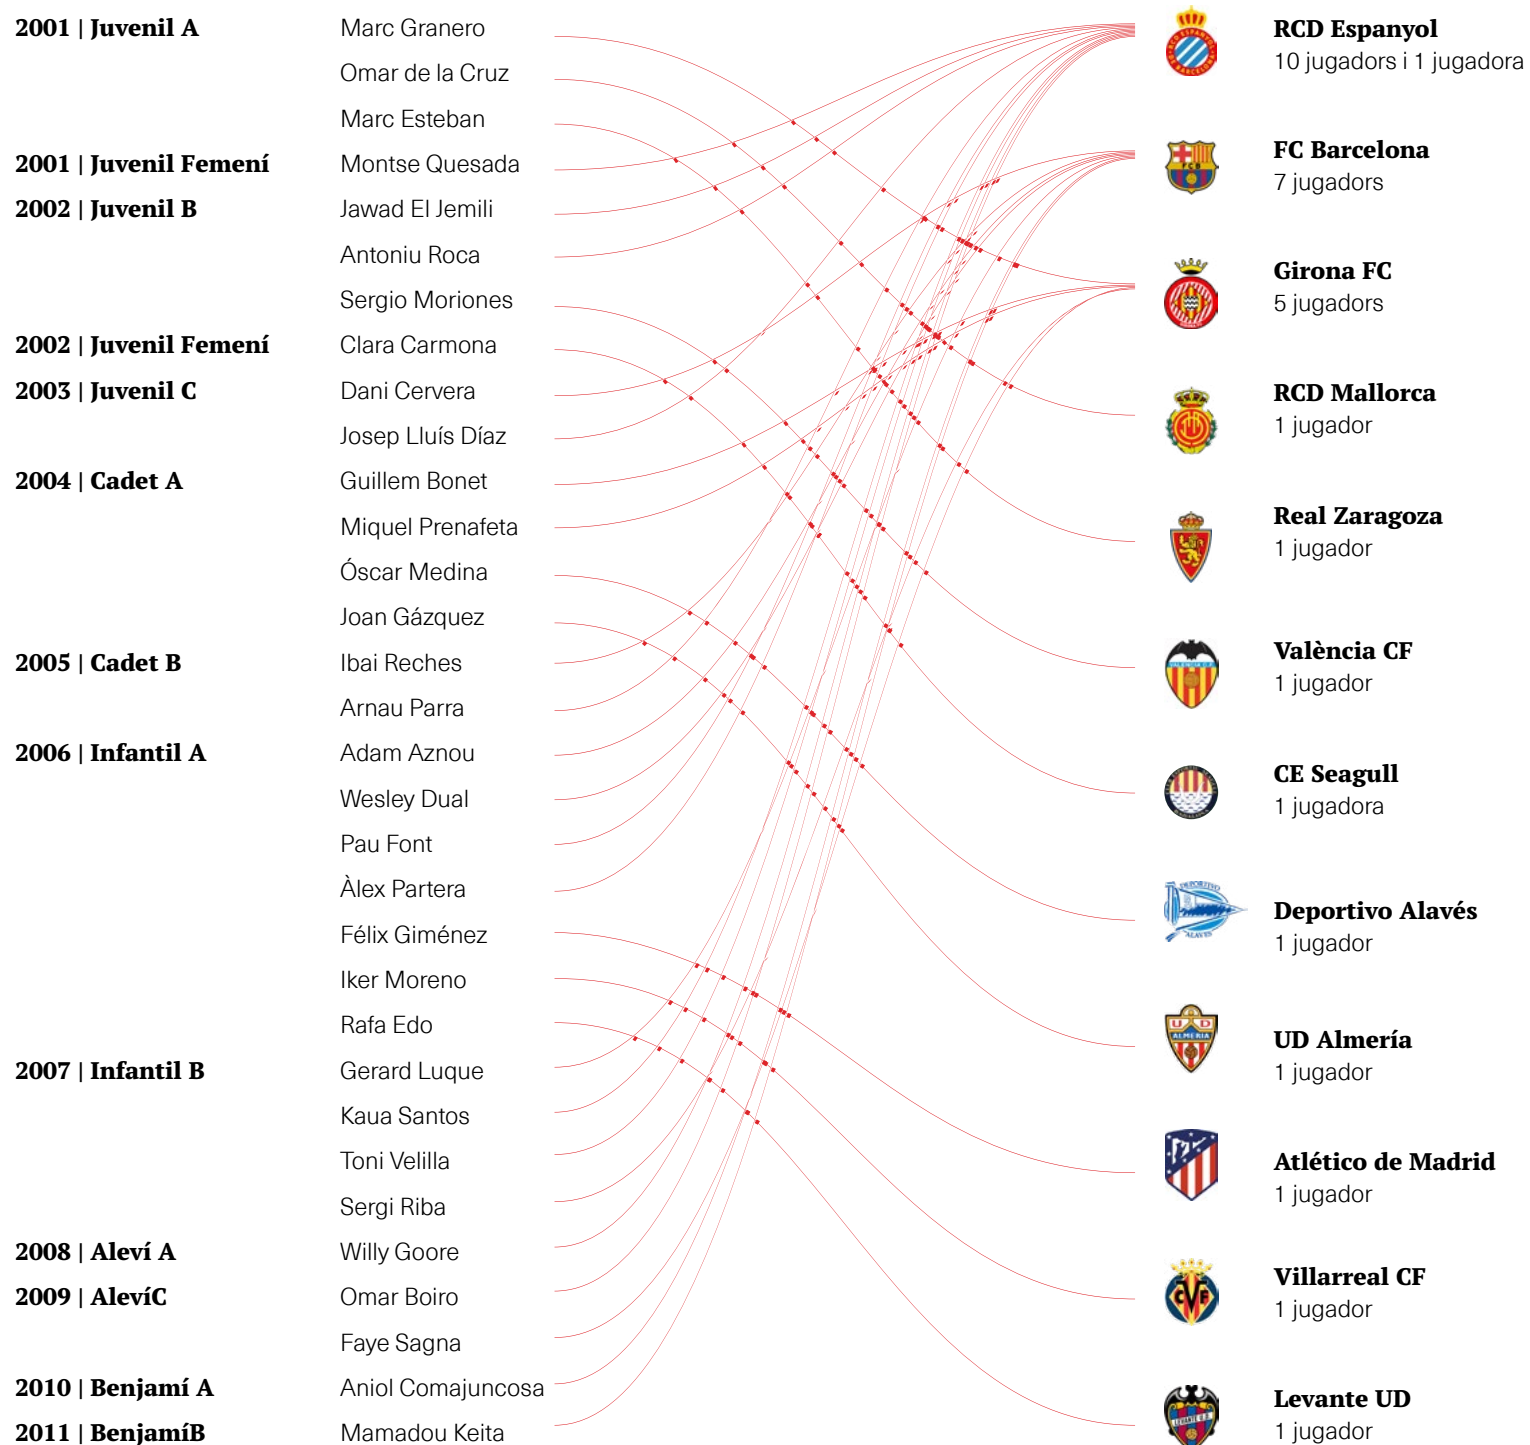 2001 | Juvenil A
Marc Granero
Omar de la Cruz
Marc Esteban
2001 | Juvenil Femení
Montse Quesada
2002 | Juvenil B
Jawad El Jemili
Antoniu Roca
Sergio Moriones
2002 | Juvenil Femení
Clara Carmona
2003 | Juvenil C
Dani Cervera
Josep Lluís Díaz
2004 | Cadet A
Guillem Bonet
Miquel Prenafeta
Óscar Medina
Joan Gázquez
2005 | Cadet B
Ibai Reches
Arnau Parra
2006 | Infantil A
Adam Aznou
Wesley Dual
Pau Font
Àlex Partera
Félix Giménez
Iker Moreno
Rafa Edo
2007 | Infantil B
Gerard Luque
Kaua Santos
Toni Velilla
Sergi Riba
2008 | Aleví A
Willy Goore
2009 | AlevíC
Omar Boiro
Faye Sagna
2010 | Benjamí A
Aniol Comajuncosa
2011 | BenjamíB
Mamadou Keita
RCD Espanyol
10 jugadors i 1 jugadora
FC Barcelona
7 jugadors
FCB
Girona FC
5 jugadors
RCD Mallorca
1 jugador
Real Zaragoza
1 jugador
València CF
1 jugador
CE Seagull
1 jugadora
DEPORTIVO
ALAVES
Deportivo Alavés
1 jugador
U D
ALMERIA
UD Almería
1 jugador
Atlético de Madrid
1 jugador
CVF
Villarreal CF
1 jugador
LEVANTE U.D.
Levante UD
1 jugador